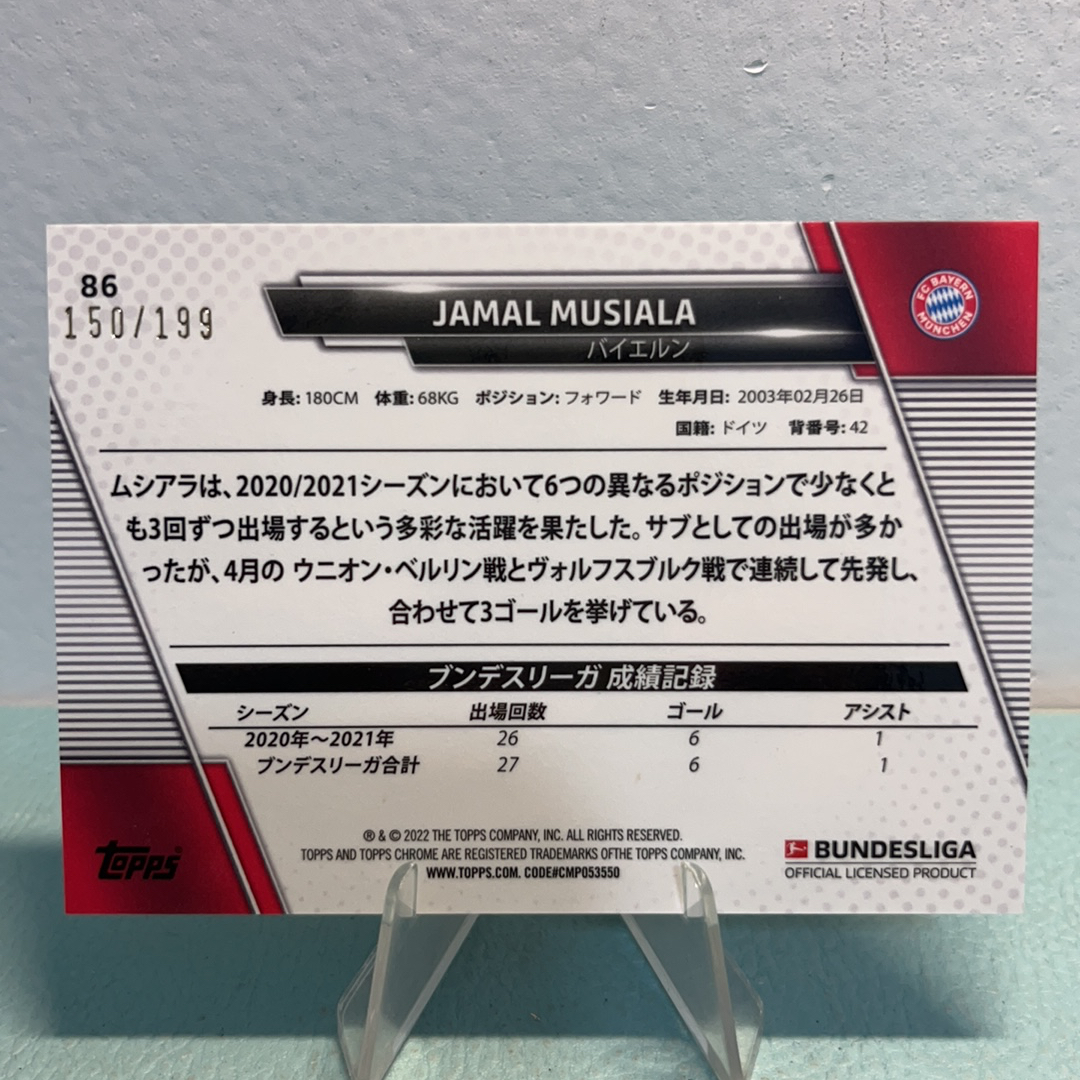 86
150/199
JAMAL MUSIALA
バイエルン
FC BAYERN
MÜNCHEN
身長: 180CM 体重: 68KG ポジション: フォワード 生年月日: 2003年02月26日
国籍: ドイツ 背番号: 42
ムシアラは、2020/2021シーズンにおいて6つの異なるポジションで少なくと
も3回ずつ出場するという多彩な活躍を果たした。サブとしての出場が多か
ったが、4月の ウニオン・ベルリン戦とヴォルフスブルク戦で連続して先発し、
合わせて3ゴールを挙げている。
ブンデスリーガ 成績記録
シーズン 出場回数 ゴール アシスト
2020年～2021年 26 6 1
ブンデスリーガ合計 27 6 1
® & © 2022 THE TOPPS COMPANY, INC. ALL RIGHTS RESERVED.
TOPPS AND TOPPS CHROME ARE REGISTERED TRADEMARKS OFTHE TOPPS COMPANY, INC.
WWW.TOPPS.COM. CODE#CMP053550
topps®
BUNDESLIGA
OFFICIAL LICENSED PRODUCT